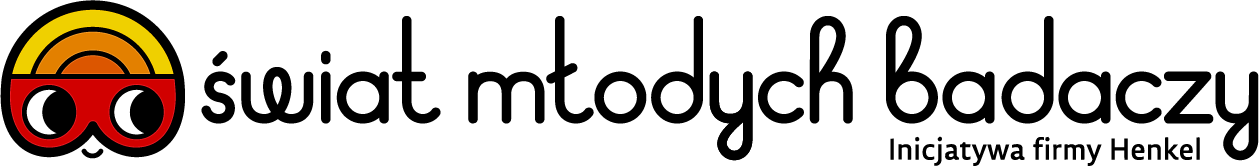 świat młodych badaczy
Inicjatywa firmy Henkel